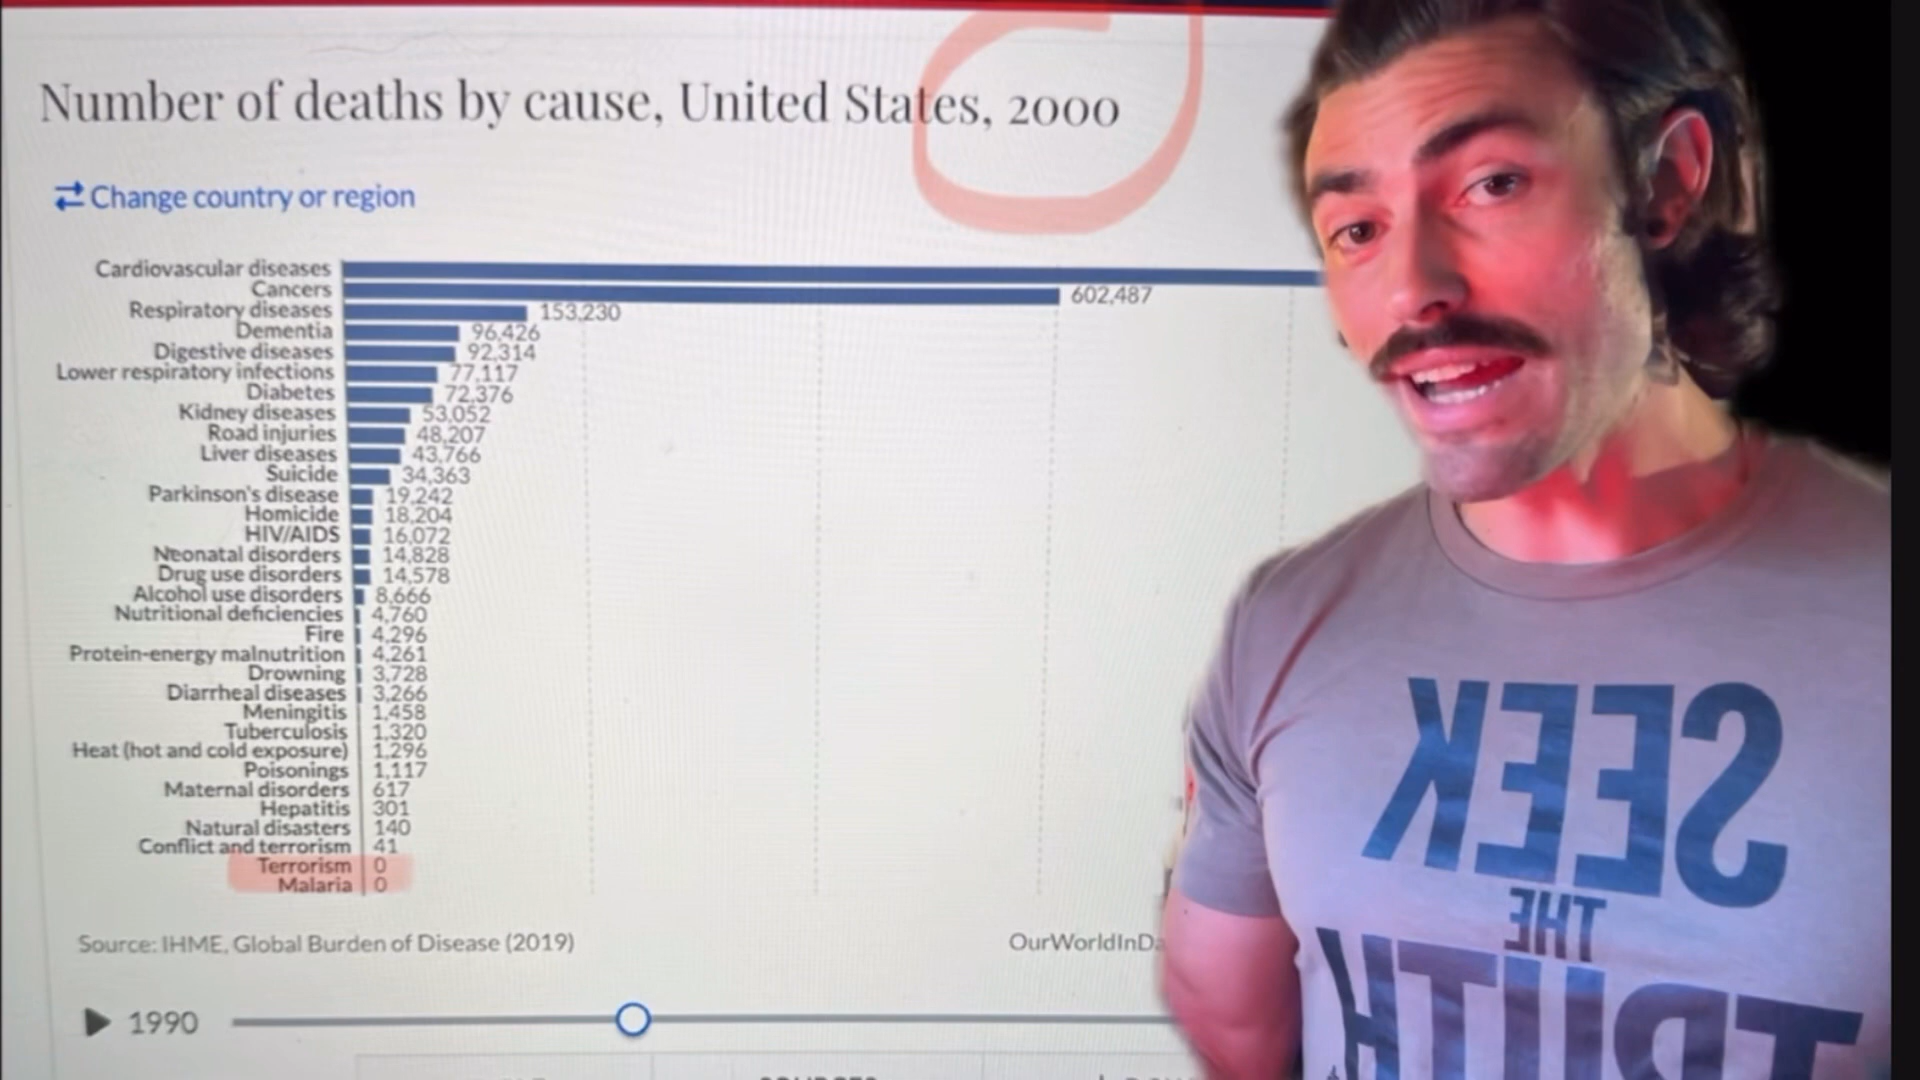 Number of deaths by cause, United States, 2000
Change country or region
Cardiovascular diseases
Cancers 602,487
Respiratory diseases 153,230
Dementia 96,426
Digestive diseases 92,314
Lower respiratory infections 77,117
Diabetes 72,376
Kidney diseases 53,052
Road injuries 48,207
Liver diseases 43,766
Suicide 34,363
Parkinson's disease 19,242
Homicide 18,204
HIV/AIDS 16,072
Neonatal disorders 14,828
Drug use disorders 14,578
Alcohol use disorders 8,666
Nutritional deficiencies 4,760
Fire 4,296
Protein-energy malnutrition 4,261
Drowning 3,728
Diarrheal diseases 3,266
Meningitis 1,458
Tuberculosis 1,320
Heat (hot and cold exposure) 1,296
Poisonings 1,117
Maternal disorders 617
Hepatitis 301
Natural disasters 140
Conflict and terrorism 41
Terrorism 0
Malaria 0
Source: IHME, Global Burden of Disease (2019)
OurWorldInDa
1990
SEEK
THE
TRUTH